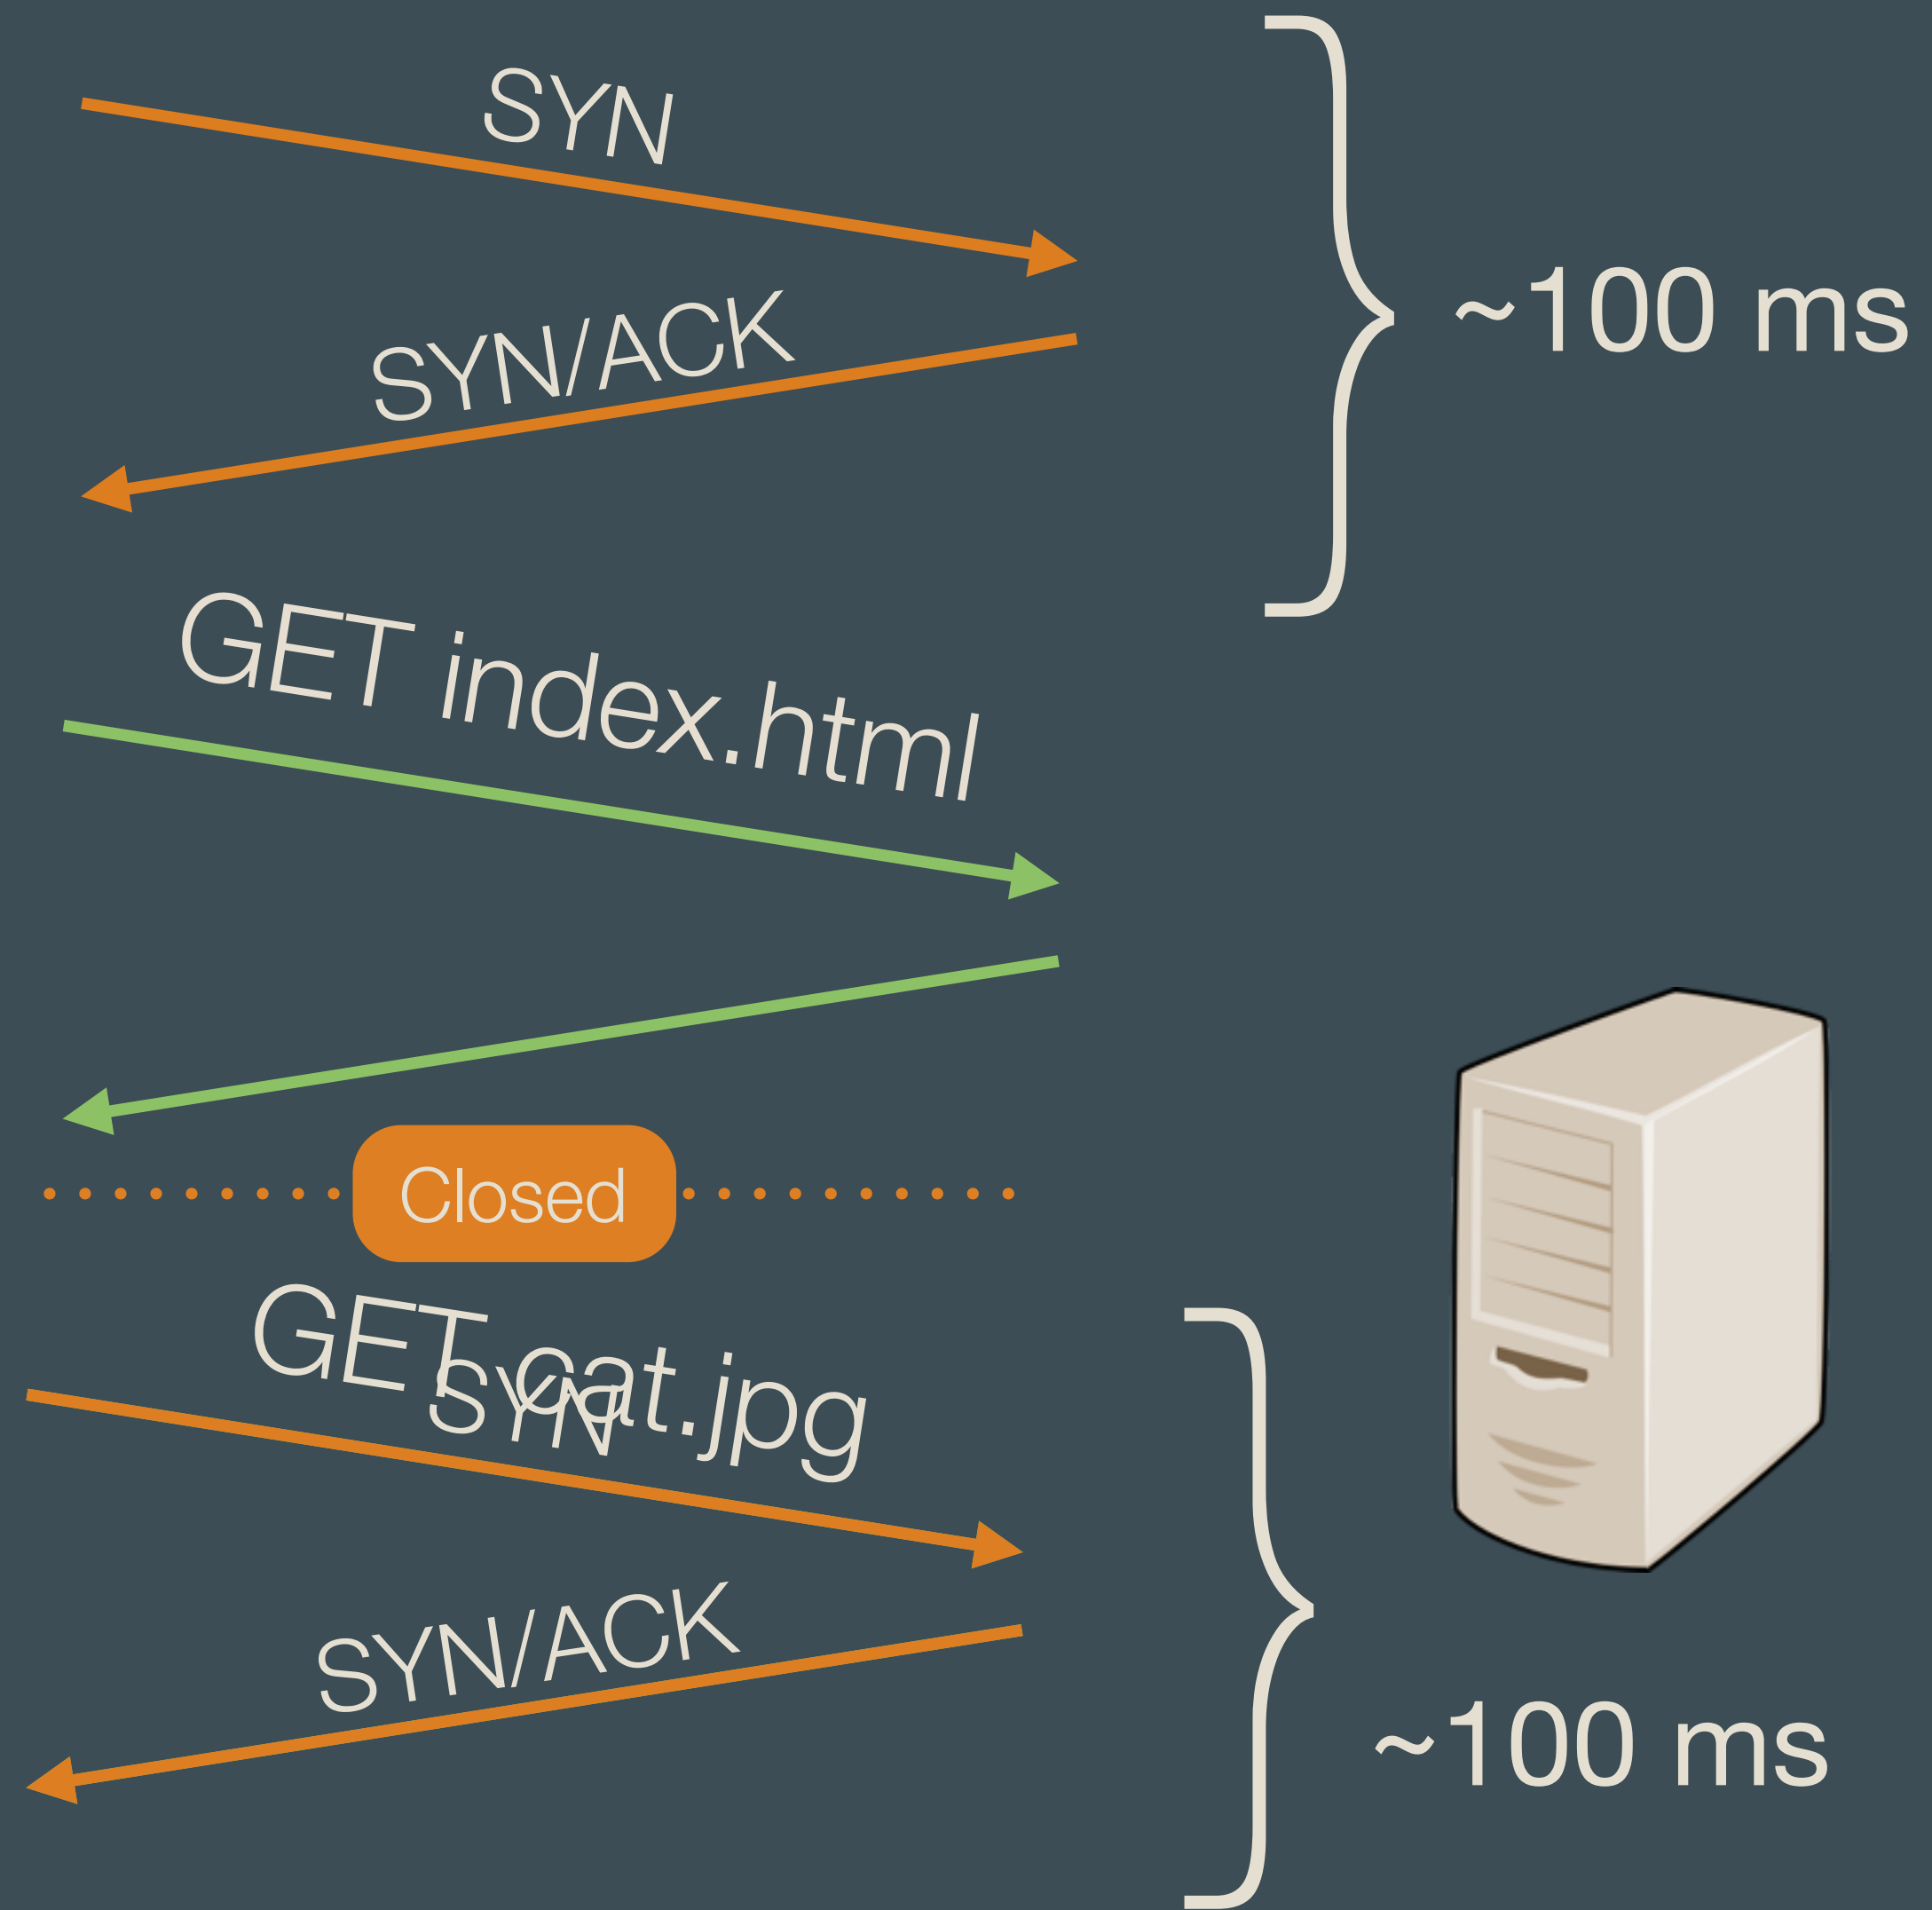 SYN
~100 ms
SYN/ACK
GET index.html
Closed
GET cat.jpg
SYN
SYN/ACK
~100 ms